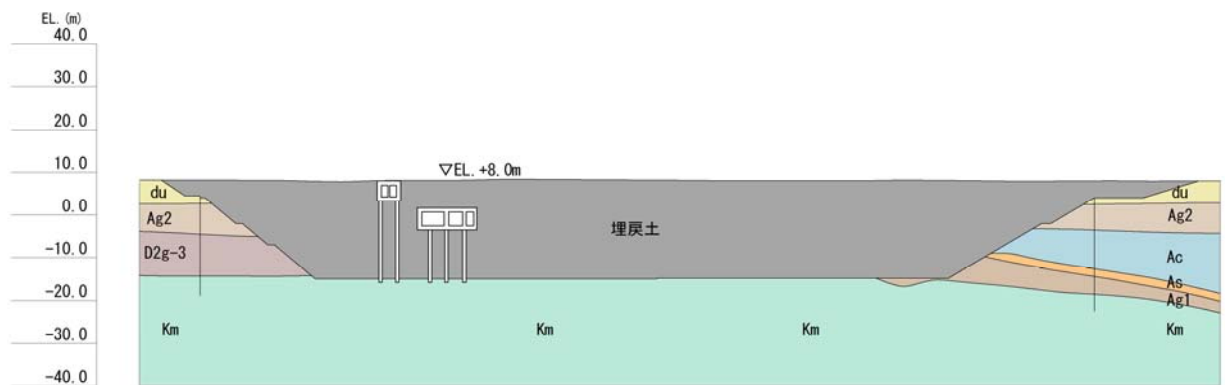 EL. (m)
40.0
30.0
20.0
10.0
0.0
-10.0
-20.0
-30.0
-40.0
▽EL. +8.0m
du
Ag2
D2g-3
Km
埋戻土
Km
Km
du
Ag2
Ac
As
Ag1
Km